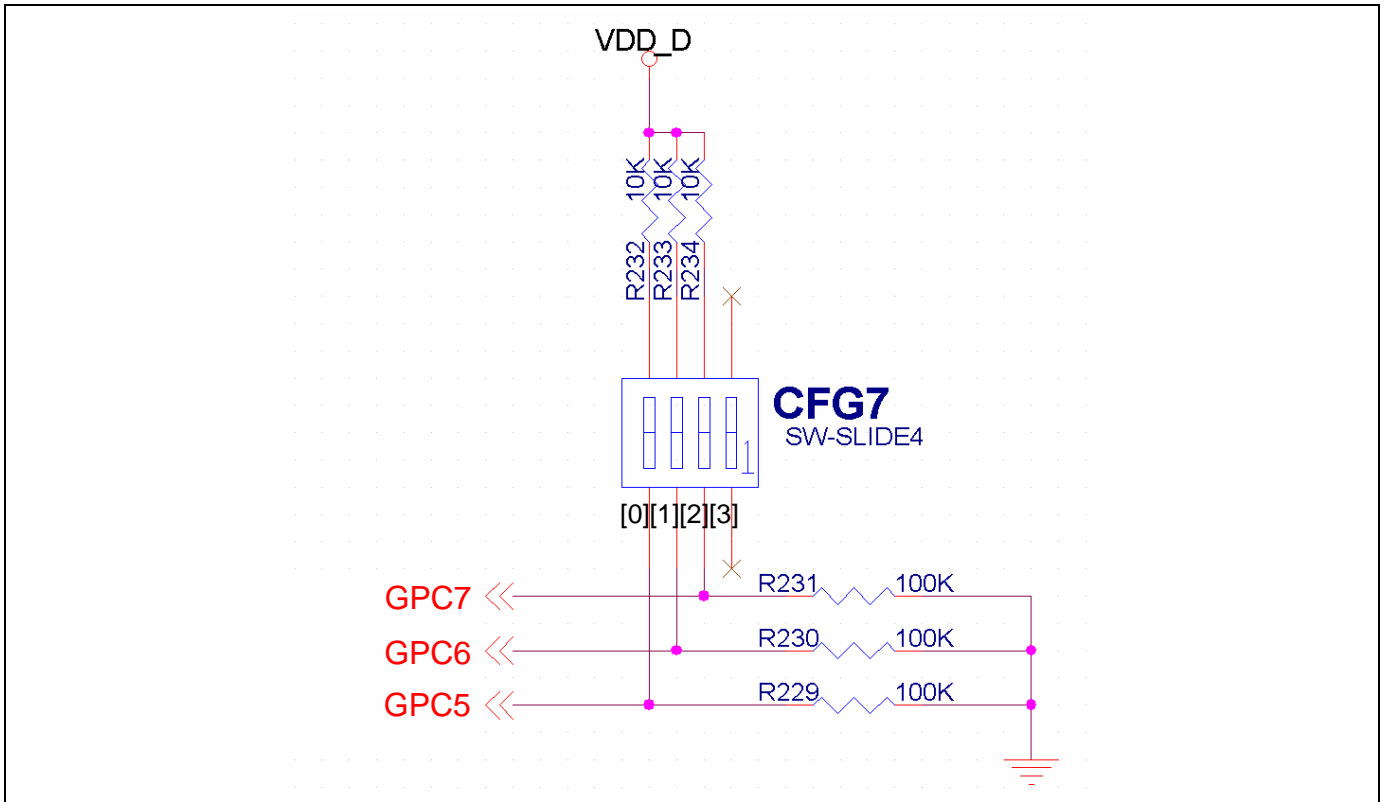 VDD_D
10K
10K
10K
R232
R233
R234
CFG7
SW-SLIDE4
1
[0][1][2][3]
GPC7
R231
100K
GPC6
R230
100K
GPC5
R229
100K